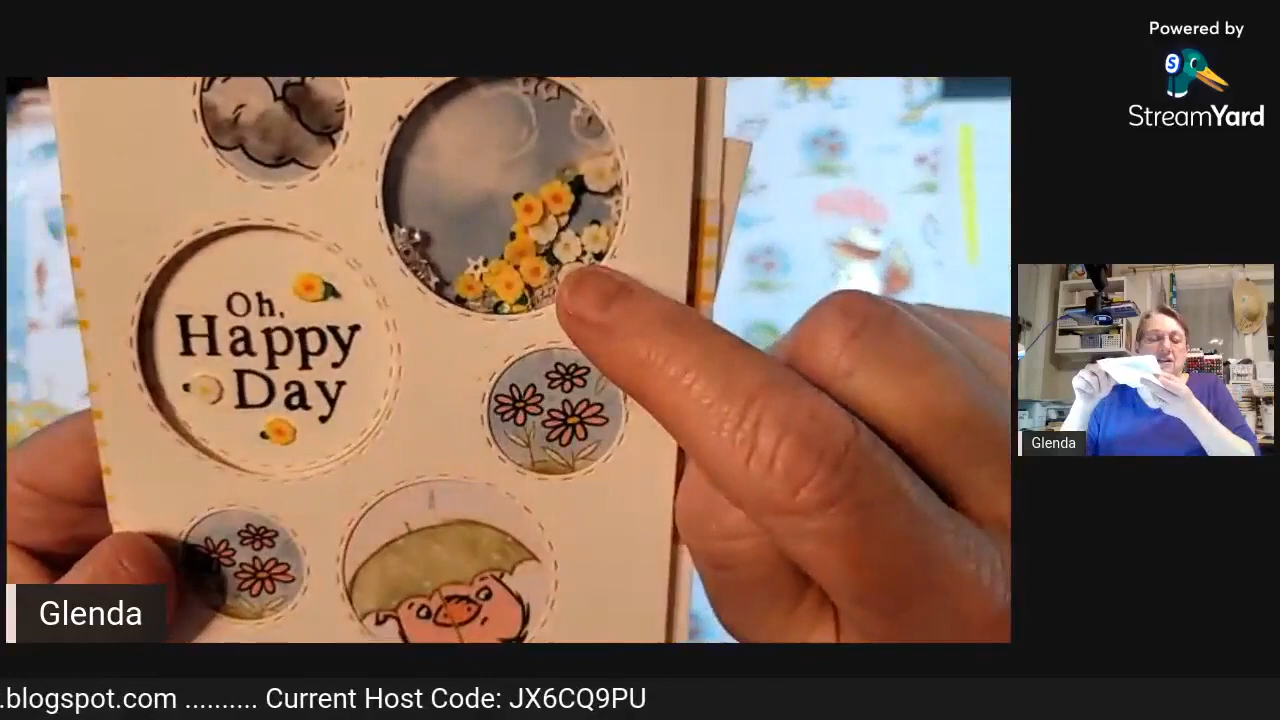 Powered by
S
StreamYard
Oh,
Happy
Day
Glenda
Glenda
.blogspot.com .......... Current Host Code: JX6CQ9PU